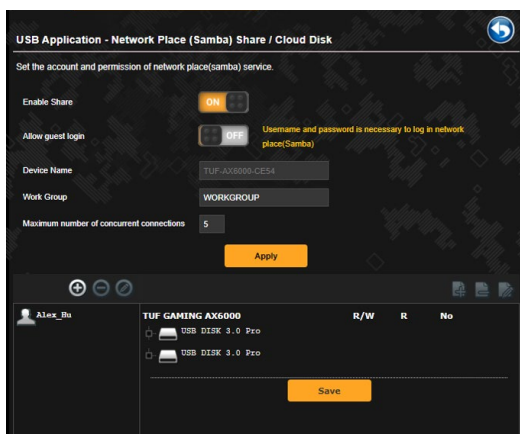 USB Application - Network Place (Samba) Share / Cloud Disk
Set the account and permission of network place(samba) service.
Enable Share
ON
Allow guest login
OFF
Username and password is necessary to log in network
place(Samba)
Device Name
TUF-AX6000-CE54
Work Group
WORKGROUP
Maximum number of concurrent connections
5
Apply
Alex_Hu
TUF GAMING AX6000
R/W
R
No
USB DISK 3.0 Pro
USB DISK 3.0 Pro
Save